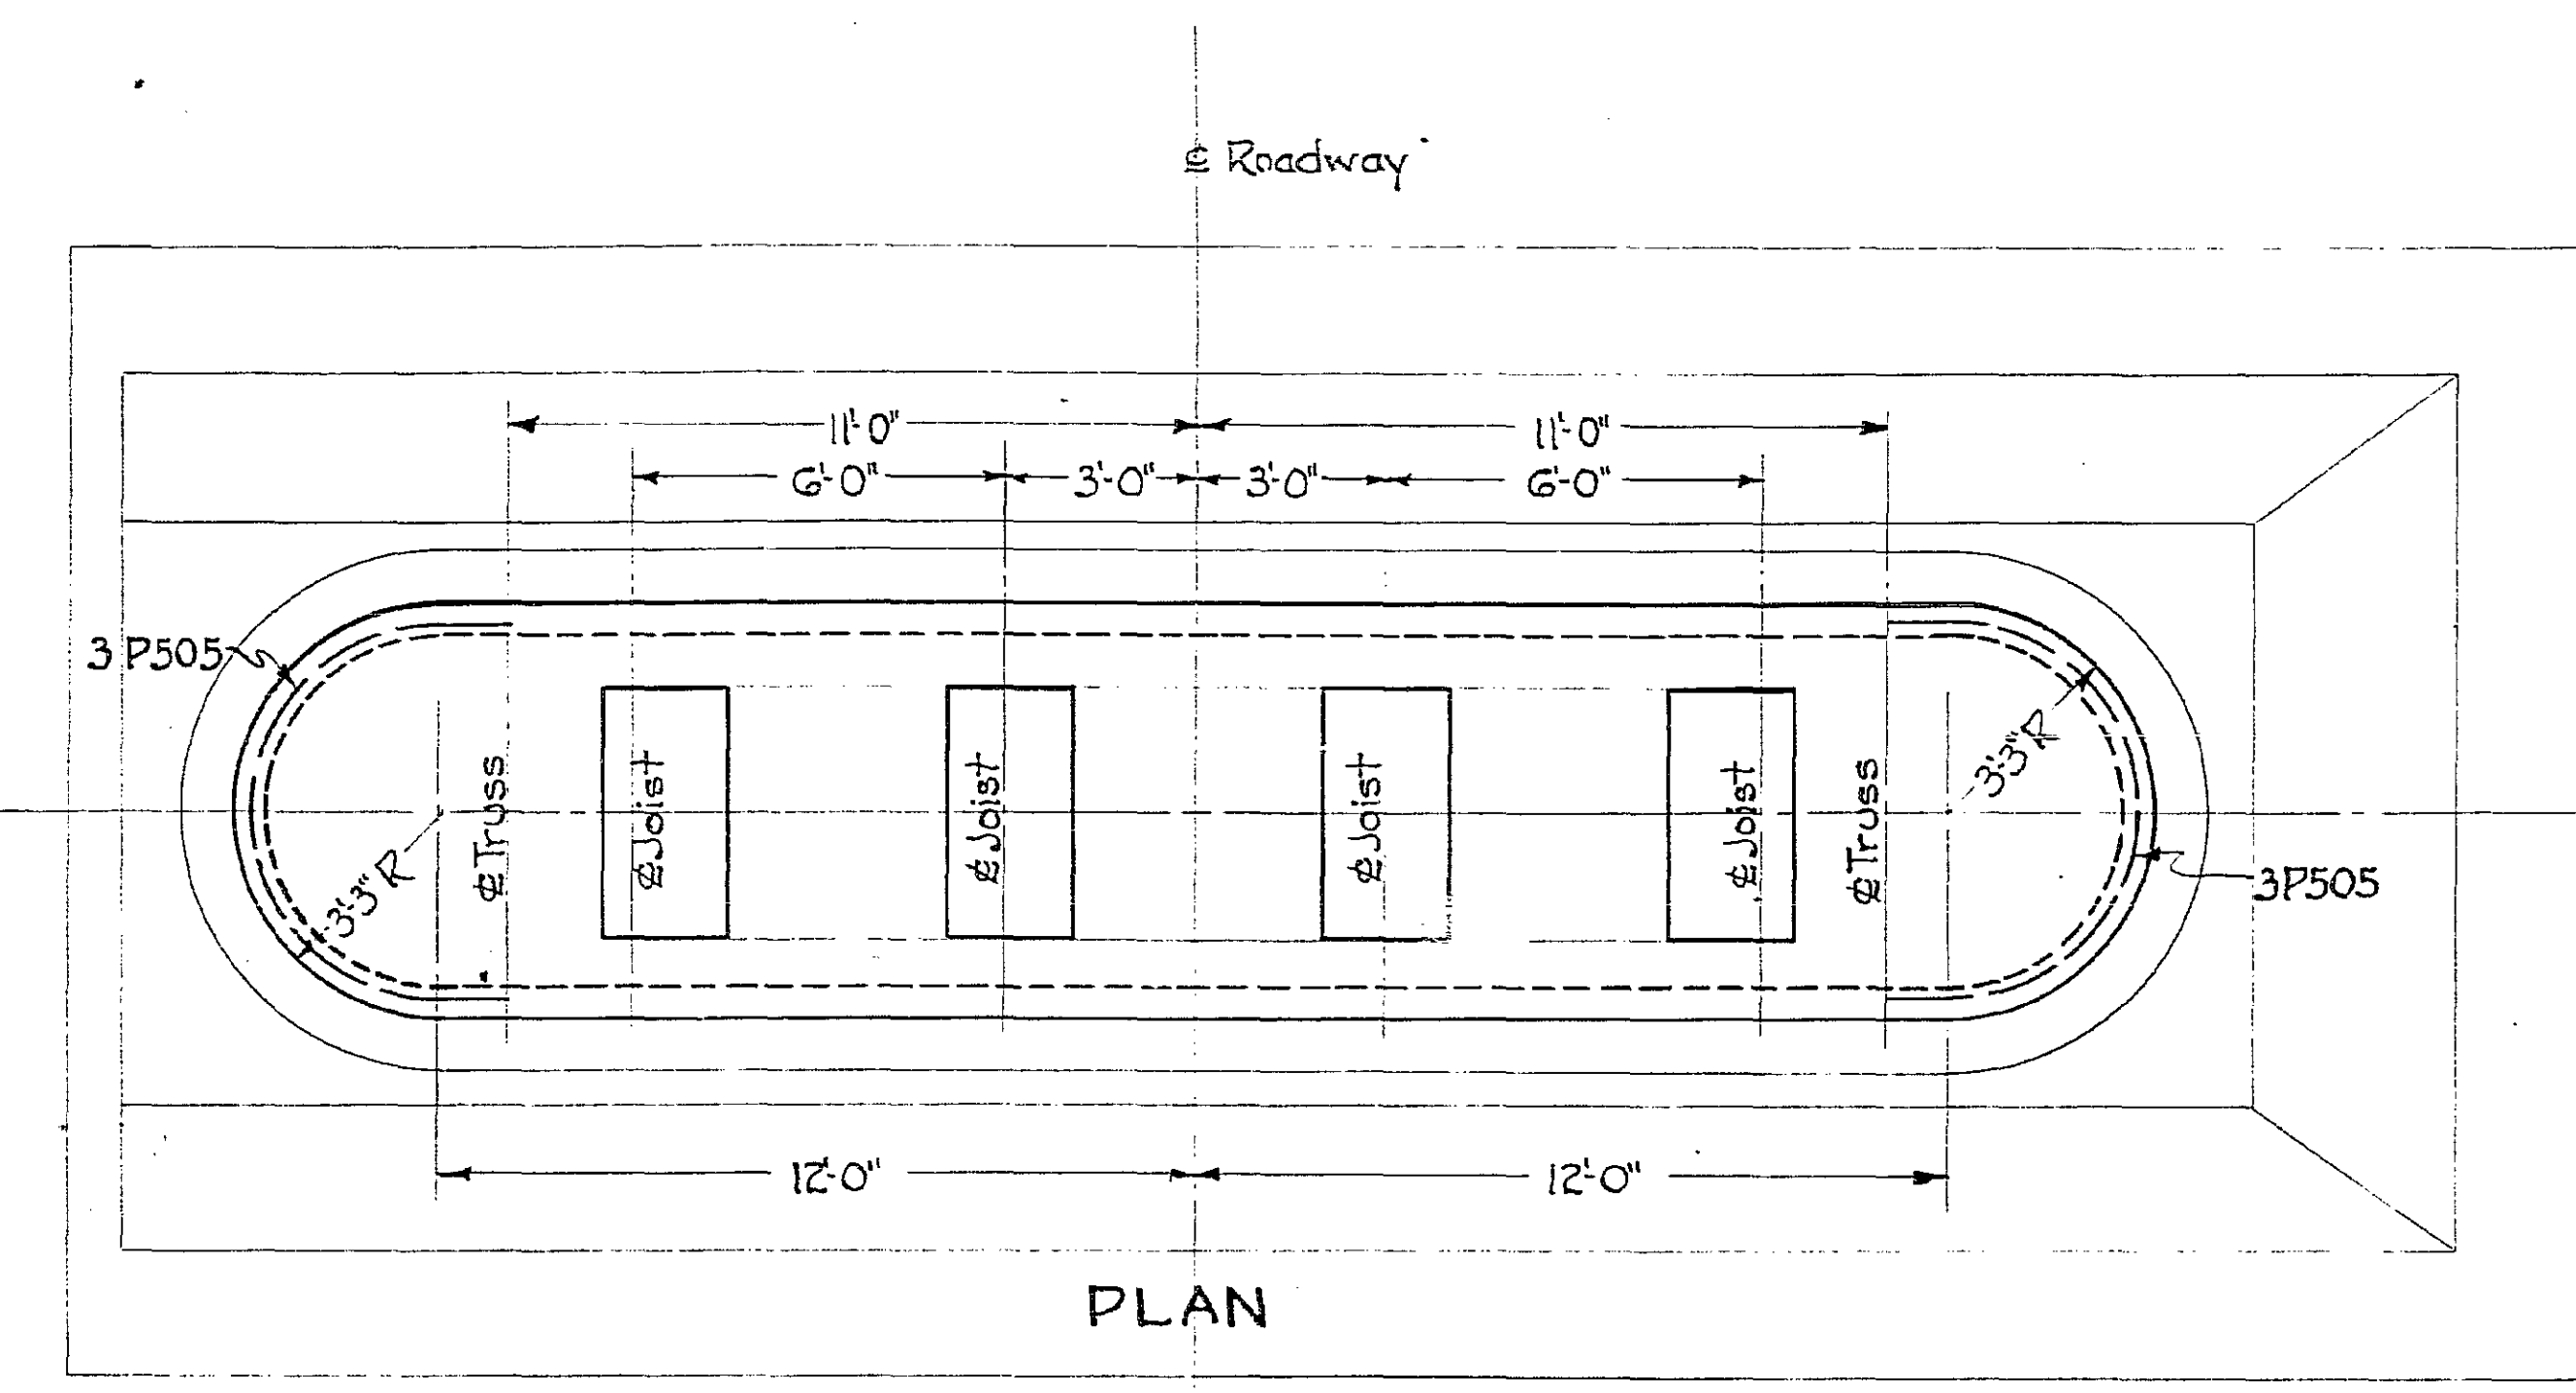 ℄ Roadway
11'-0" 11'-0"
6'-0" 3'-0" 3'-0" 6'-0"
3 P505
3'-3" R
℄ Truss
℄ Joist
℄ Joist
℄ Joist
℄ Joist
℄ Truss
3'-3" R
3P505
12'-0" 12'-0"
PLAN